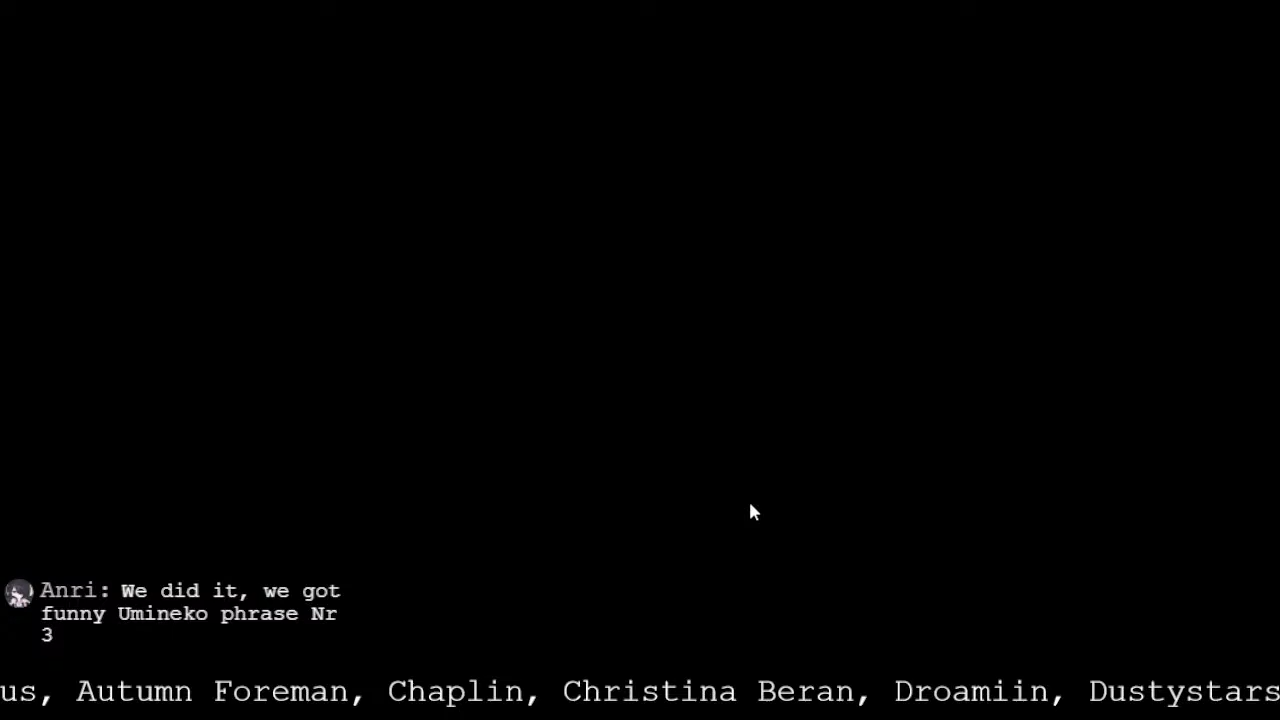 Anri: We did it, we got
funny Umineko phrase Nr
3
us, Autumn Foreman, Chaplin, Christina Beran, Droamiin, Dustystars